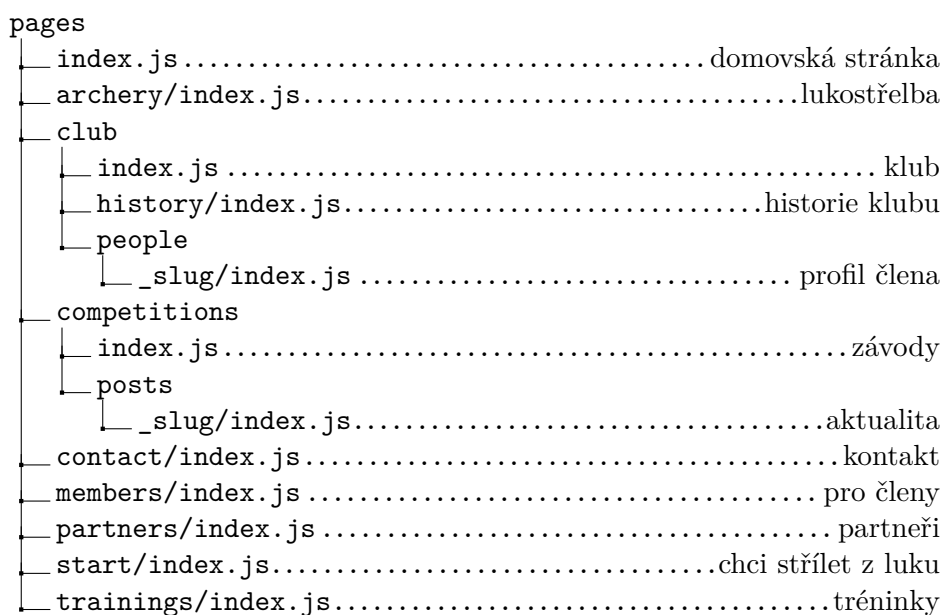 pages
index.js........................................domovská stránka
archery/index.js......................................lukostřelba
club
index.js...................................................klub
history/index.js................................historie klubu
people
_slug/index.js.................................profil člena
competitions
index.js................................................závody
posts
_slug/index.js..................................aktualita
contact/index.js.........................................kontakt
members/index.js.......................................pro členy
partners/index.js.......................................partneři
start/index.js..................................chci střílet z luku
trainings/index.js.......................................tréninky